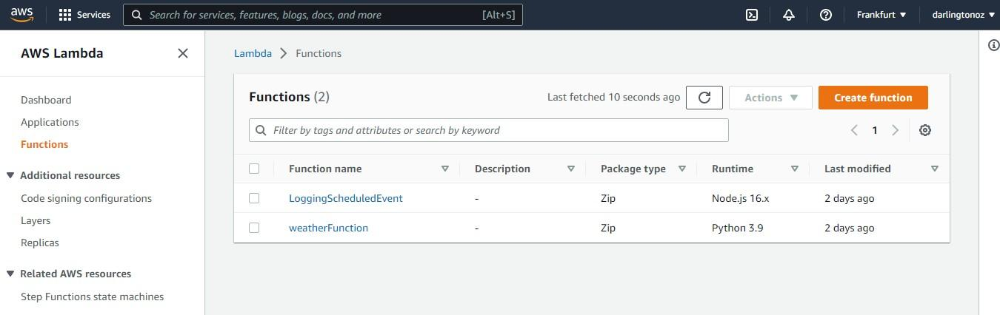 aws Services Search for services, features, blogs, docs, and more [Alt+S] Frankfurt darlingtonoz
AWS Lambda
Dashboard
Applications
Functions
Additional resources
Code signing configurations
Layers
Replicas
Related AWS resources
Step Functions state machines
Lambda Functions
Functions (2) Last fetched 10 seconds ago Actions Create function
Filter by tags and attributes or search by keyword 1
Function name Description Package type Runtime Last modified
LoggingScheduledEvent - Zip Node.js 16.x 2 days ago
weatherFunction - Zip Python 3.9 2 days ago